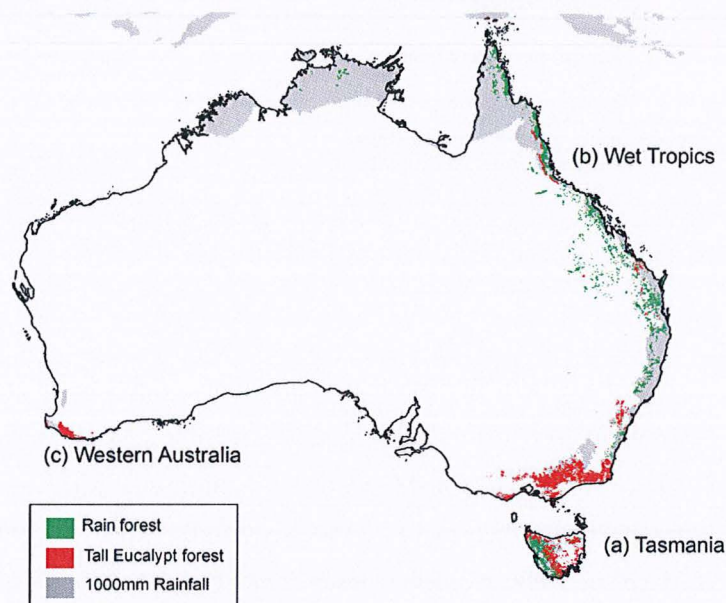 (b) Wet Tropics
(c) Western Australia
(a) Tasmania
Rain forest
Tall Eucalypt forest
1000mm Rainfall